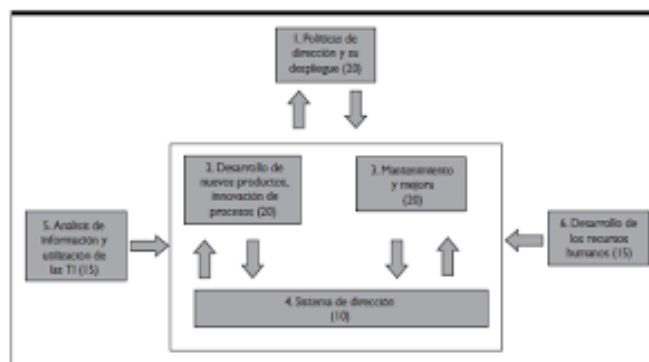 1. Políticas de
dirección y su
despliegue (20)
2. Desarrollo de
nuevos productos,
innovación de
procesos (20)
3. Mantenimiento
y mejora
(20)
5. Análisis de
información y
utilización de
las TI (15)
6. Desarrollo de
los recursos
humanos (15)
4. Sistema de dirección
(10)